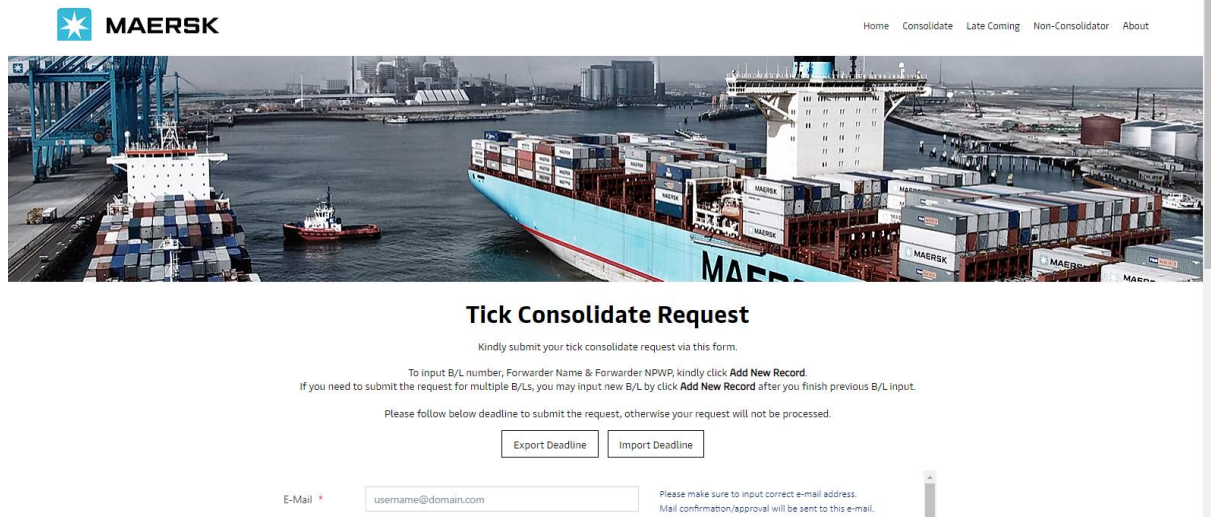 MAERSK
Home Consolidate Late Coming Non-Consolidator About
MAERSK
MAERSK
MAERSK
MAERSK
MAERSK
Tick Consolidate Request
Kindly submit your tick consolidate request via this form.
To input B/L number, Forwarder Name & Forwarder NPWP, kindly click Add New Record.
If you need to submit the request for multiple B/Ls, you may input new B/L by click Add New Record after you finish previous B/L input.
Please follow below deadline to submit the request, otherwise your request will not be processed.
Export Deadline Import Deadline
E-Mail * username@domain.com Please make sure to input correct e-mail address.
Mail confirmation/approval will be sent to this e-mail.